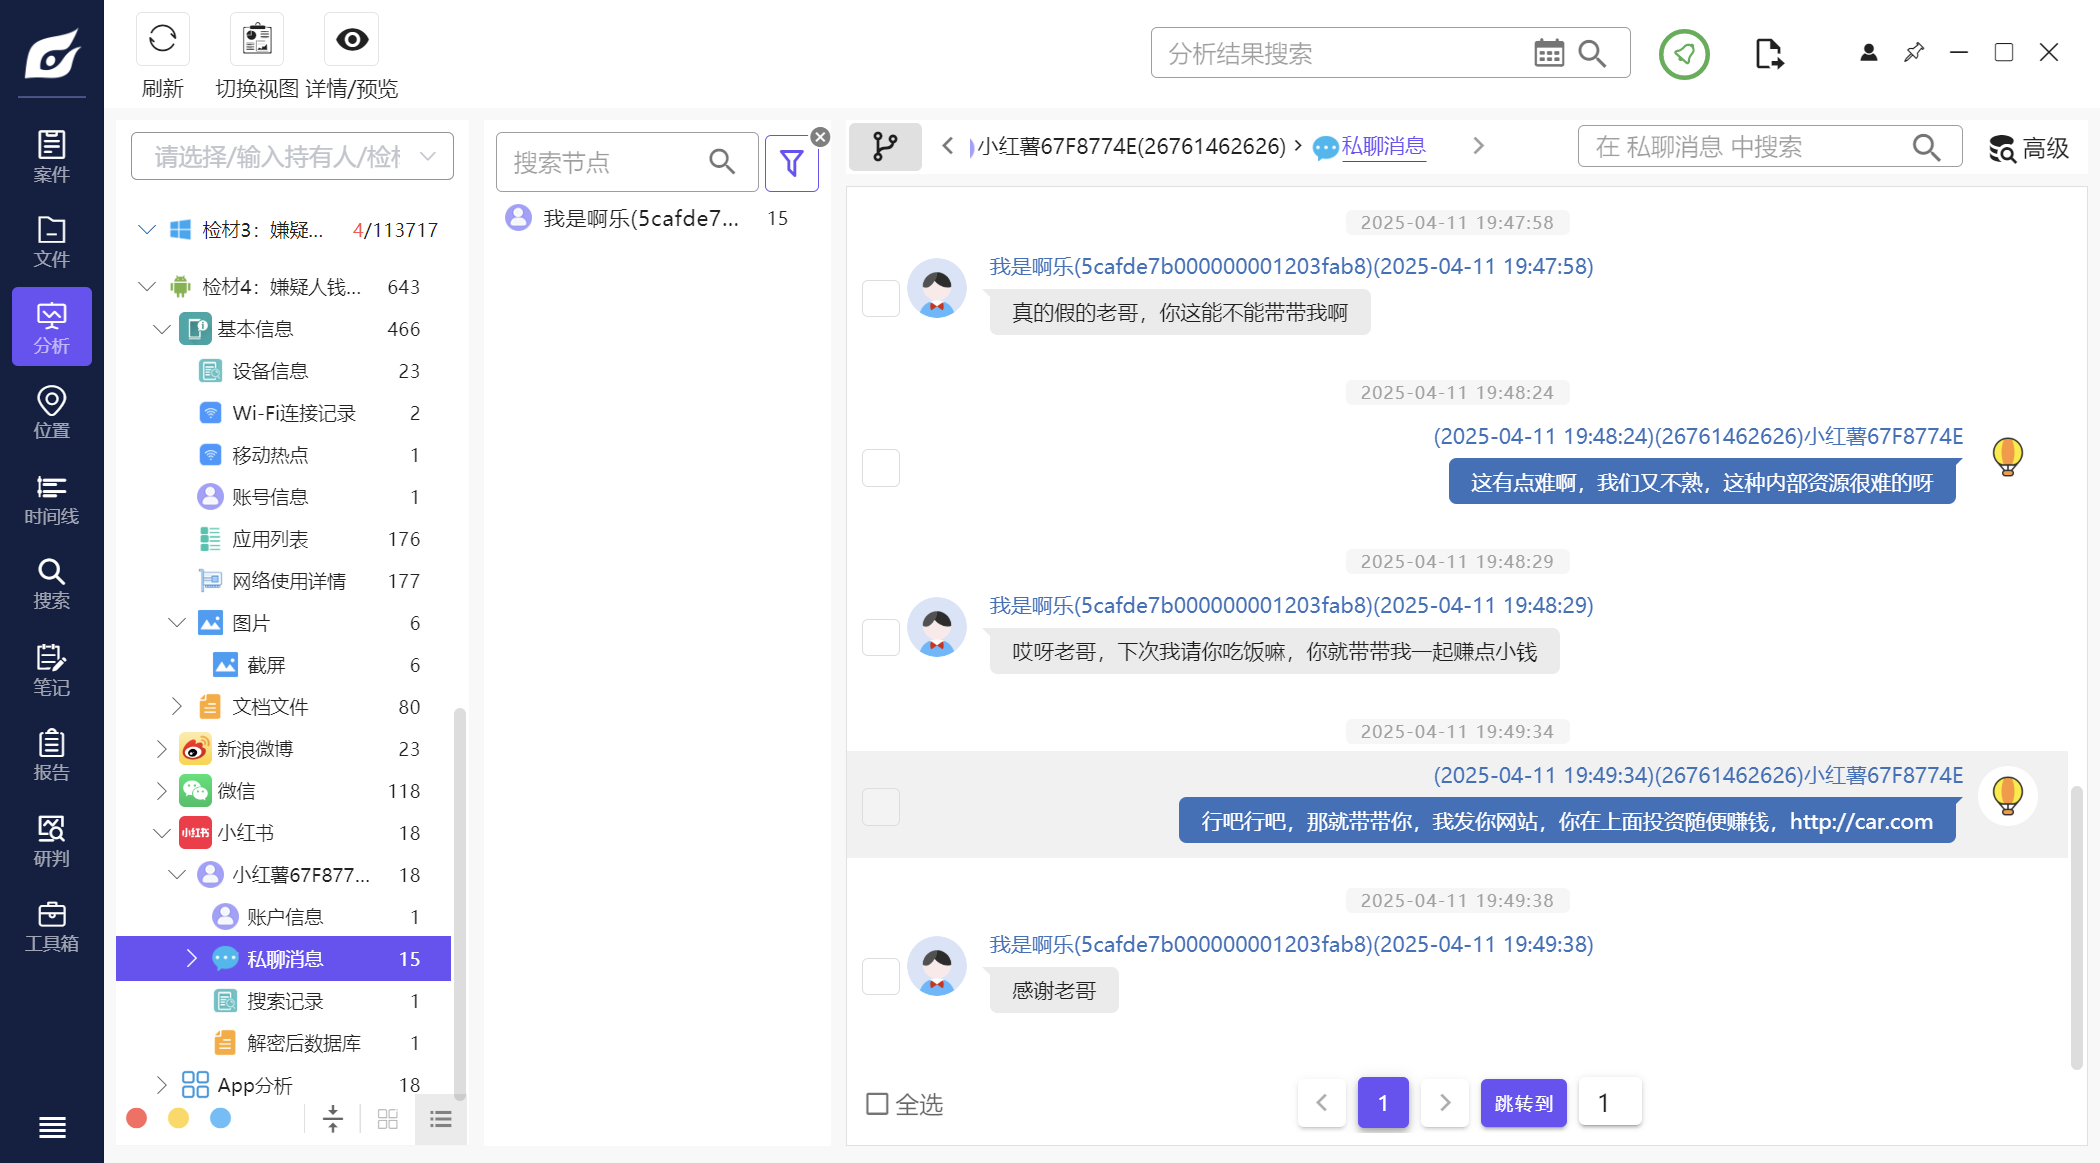 刷新
切换视图
详情/预览
分析结果搜索
案件
文件
分析
位置
时间线
搜索
笔记
报告
研判
工具箱
请选择/输入持有人/检材
检材3：嫌疑... 4/113717
检材4：嫌疑人钱... 643
基本信息 466
设备信息 23
Wi-Fi连接记录 2
移动热点 1
账号信息 1
应用列表 176
网络使用详情 177
图片 6
截屏 6
文档文件 80
新浪微博 23
微信 118
小红书 小红书 18
小红薯67F877... 18
账户信息 1
私聊消息 15
搜索记录 1
解密后数据库 1
App分析 18
搜索节点
我是啊乐(5cafde7... 15
小红薯67F8774E(26761462626) 私聊消息
在 私聊消息 中搜索
高级
2025-04-11 19:47:58
我是啊乐(5cafde7b000000001203fab8)(2025-04-11 19:47:58)
真的假的老哥，你这能不能带带我啊
2025-04-11 19:48:24
(2025-04-11 19:48:24)(26761462626)小红薯67F8774E
这有点难啊，我们又不熟，这种内部资源很难的呀
2025-04-11 19:48:29
我是啊乐(5cafde7b000000001203fab8)(2025-04-11 19:48:29)
哎呀老哥，下次我请你吃饭嘛，你就带带我一起赚点小钱
2025-04-11 19:49:34
(2025-04-11 19:49:34)(26761462626)小红薯67F8774E
行吧行吧，那就带带你，我发你网站，你在上面投资随便赚钱，http://car.com
2025-04-11 19:49:38
我是啊乐(5cafde7b000000001203fab8)(2025-04-11 19:49:38)
感谢老哥
全选
1 跳转到 1